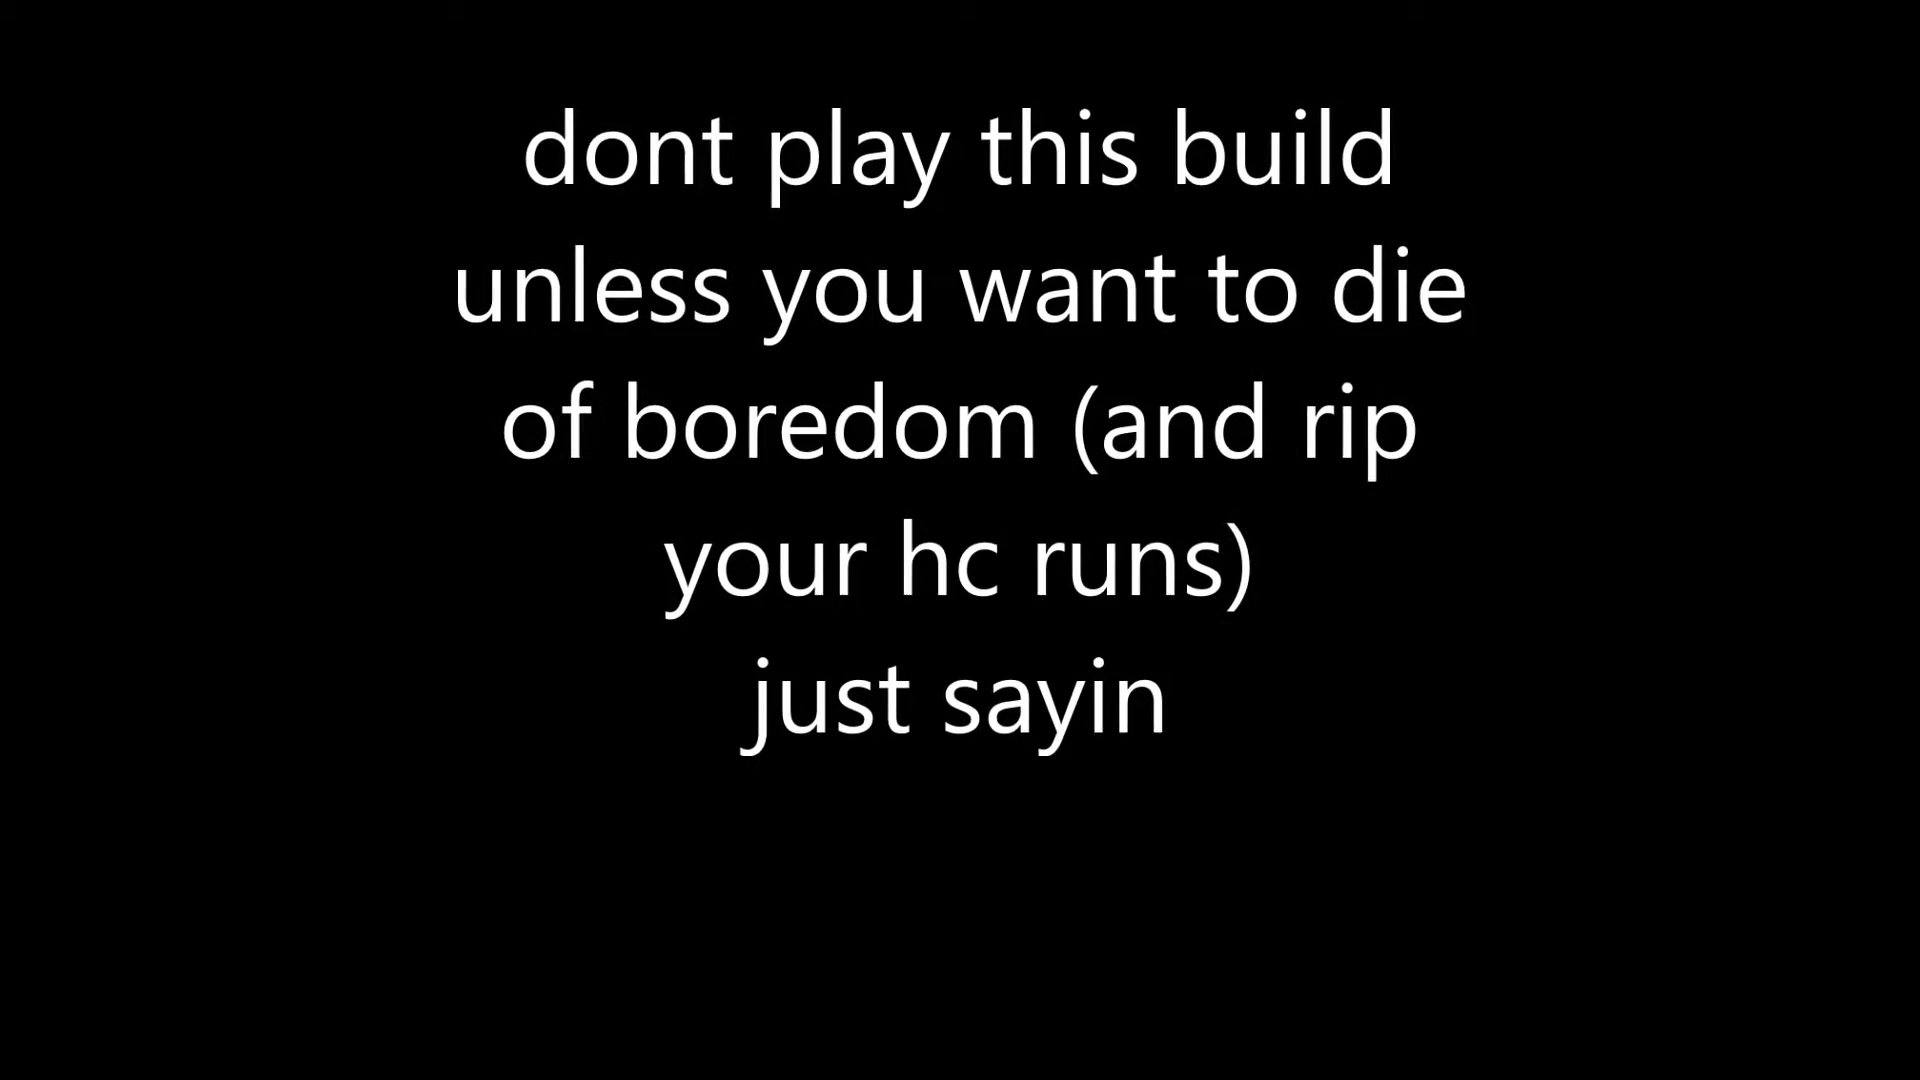 dont play this build
unless you want to die
of boredom (and rip
your hc runs)
just sayin